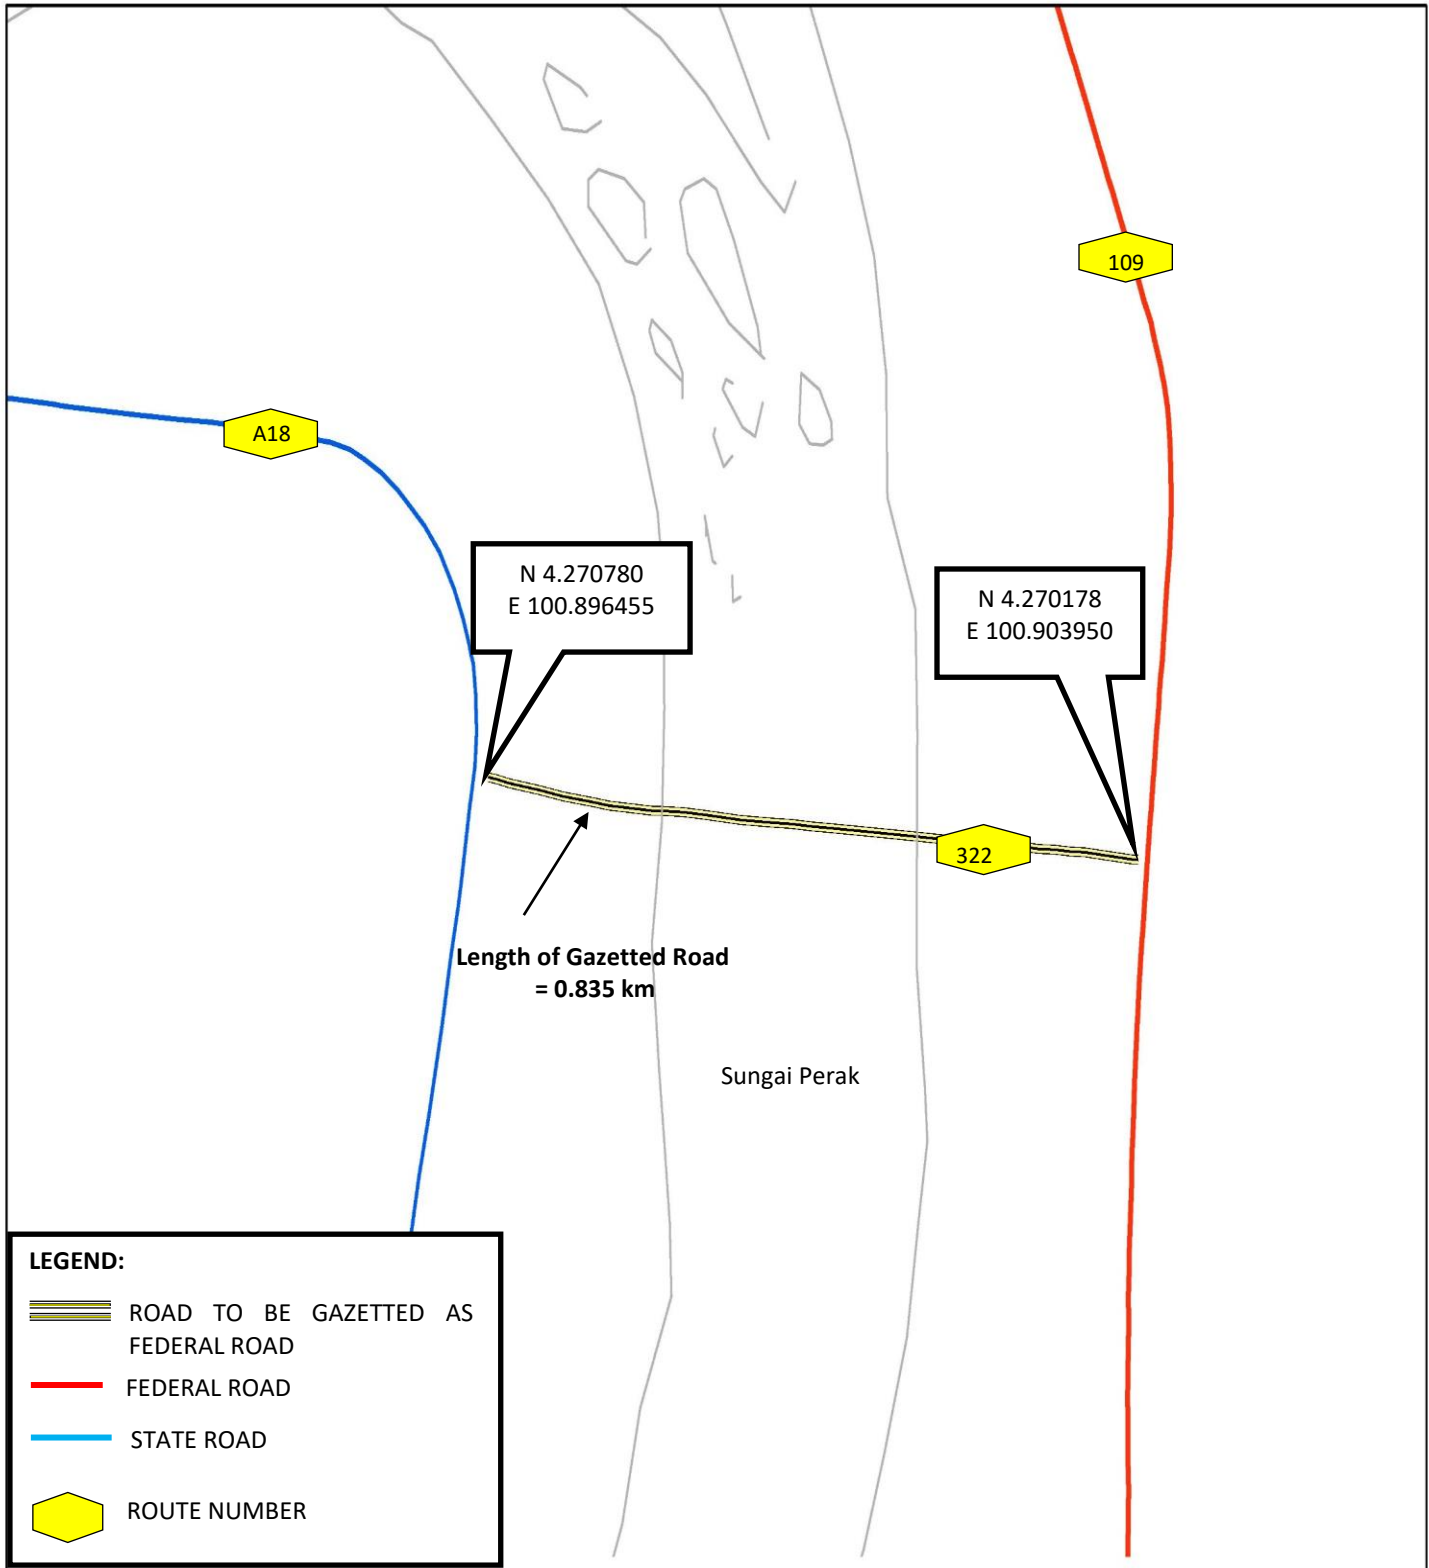 109
A18
N 4.270780
E 100.896455
N 4.270178
E 100.903950
322
Length of Gazetted Road
= 0.835 km
Sungai Perak
LEGEND:
ROAD TO BE GAZETTED AS
FEDERAL ROAD
FEDERAL ROAD
STATE ROAD
ROUTE NUMBER